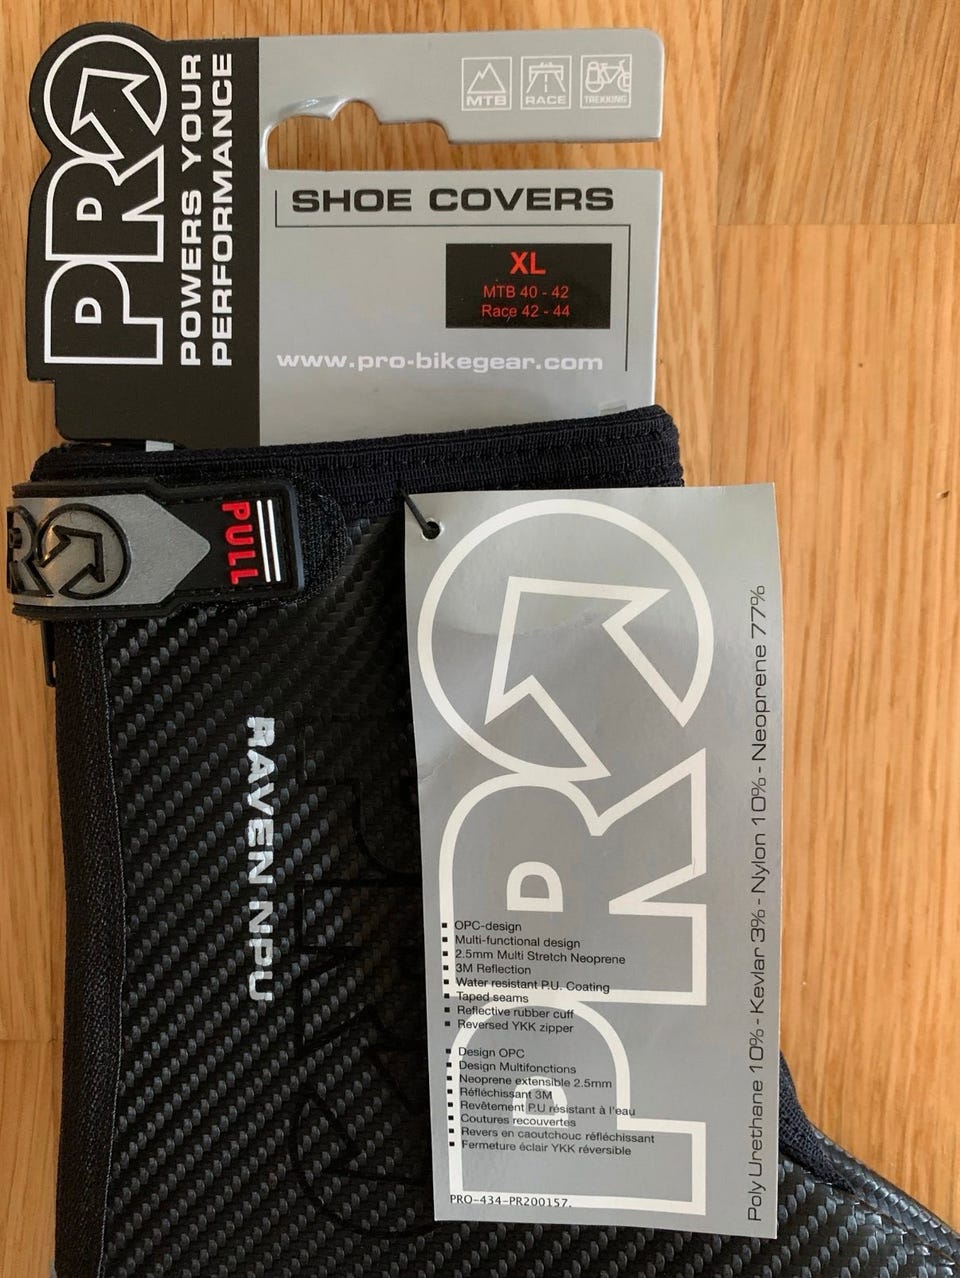 PRO
POWERS YOUR
PERFORMANCE
MTB
RACE
TREKKING
SHOE COVERS
XL
MTB 40 - 42
Race 42 - 44
www.pro-bikegear.com
RO
PULL
RAVEN NPU
PRO
▪ OPC-design
▪ Multi-functional design
▪ 2.5mm Multi Stretch Neoprene
▪ 3M Reflection
▪ Water resistant P.U. Coating
▪ Taped seams
▪ Reflective rubber cuff
▪ Reversed YKK zipper
▪ Design OPC
▪ Design Multifonctions
▪ Neoprene extensible 2.5mm
▪ Réfléchissant 3M
▪ Revêtement P.U résistant à l'eau
▪ Coutures recouvertes
▪ Revers en caoutchouc réfléchissant
▪ Fermeture éclair YKK réversible
PRO-434-PR200157.
Poly Urethane 10% - Kevlar 3% - Nylon 10% - Neoprene 77%